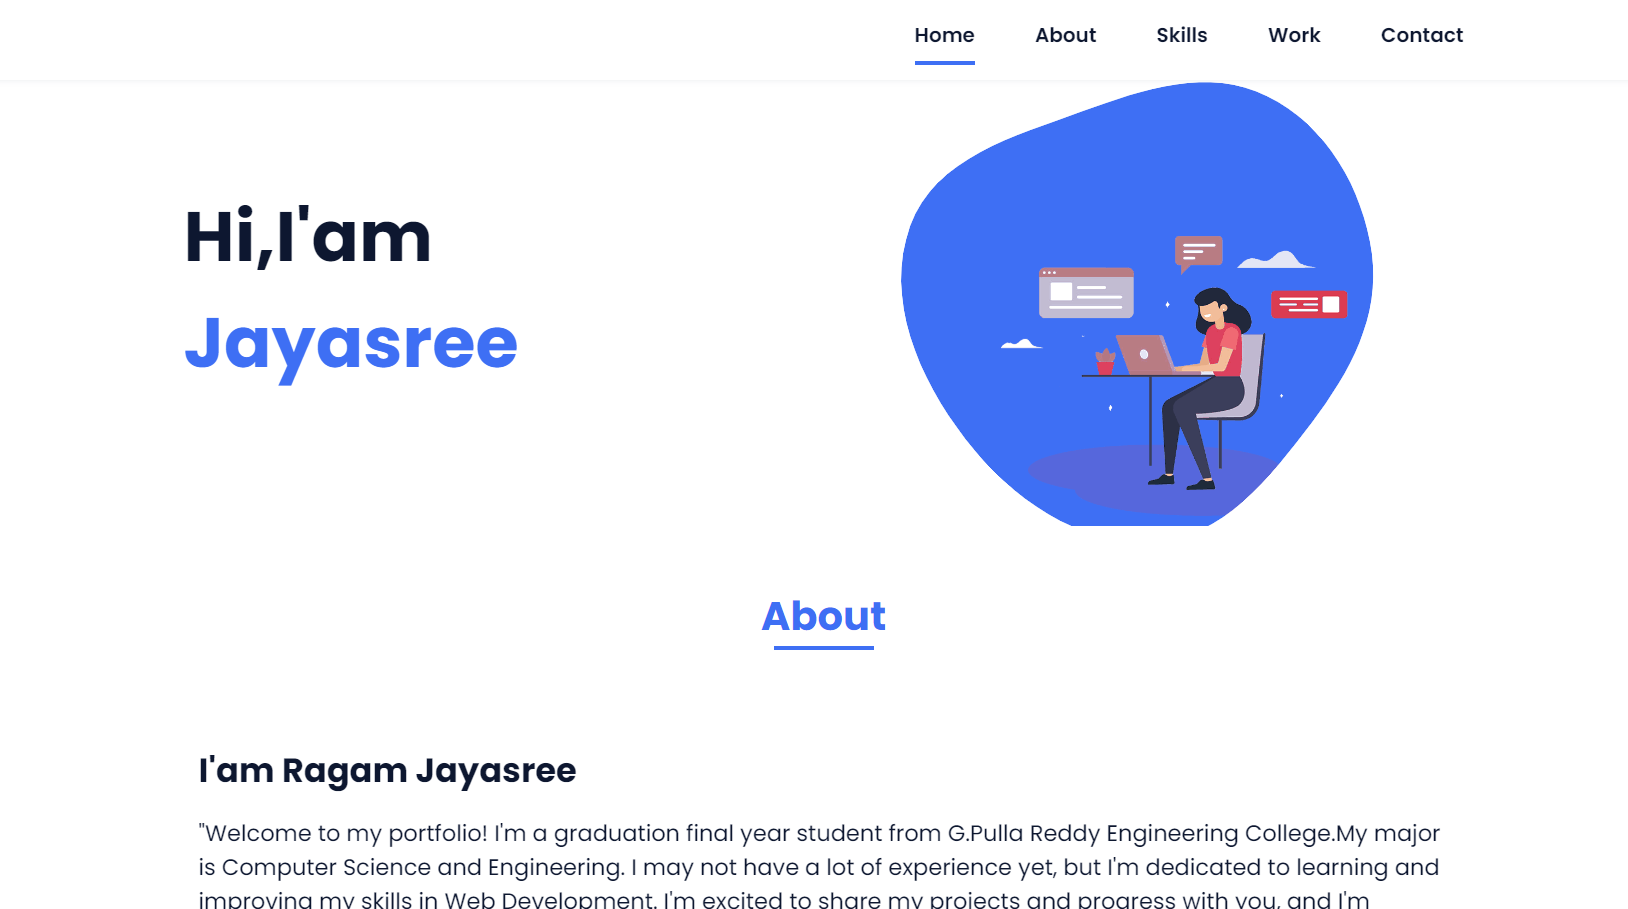 Home About Skills Work Contact
Hi,I'am
Jayasree
About
I'am Ragam Jayasree
"Welcome to my portfolio! I'm a graduation final year student from G.Pulla Reddy Engineering College.My major
is Computer Science and Engineering. I may not have a lot of experience yet, but I'm dedicated to learning and
improving my skills in Web Development. I'm excited to share my projects and progress with you, and I'm